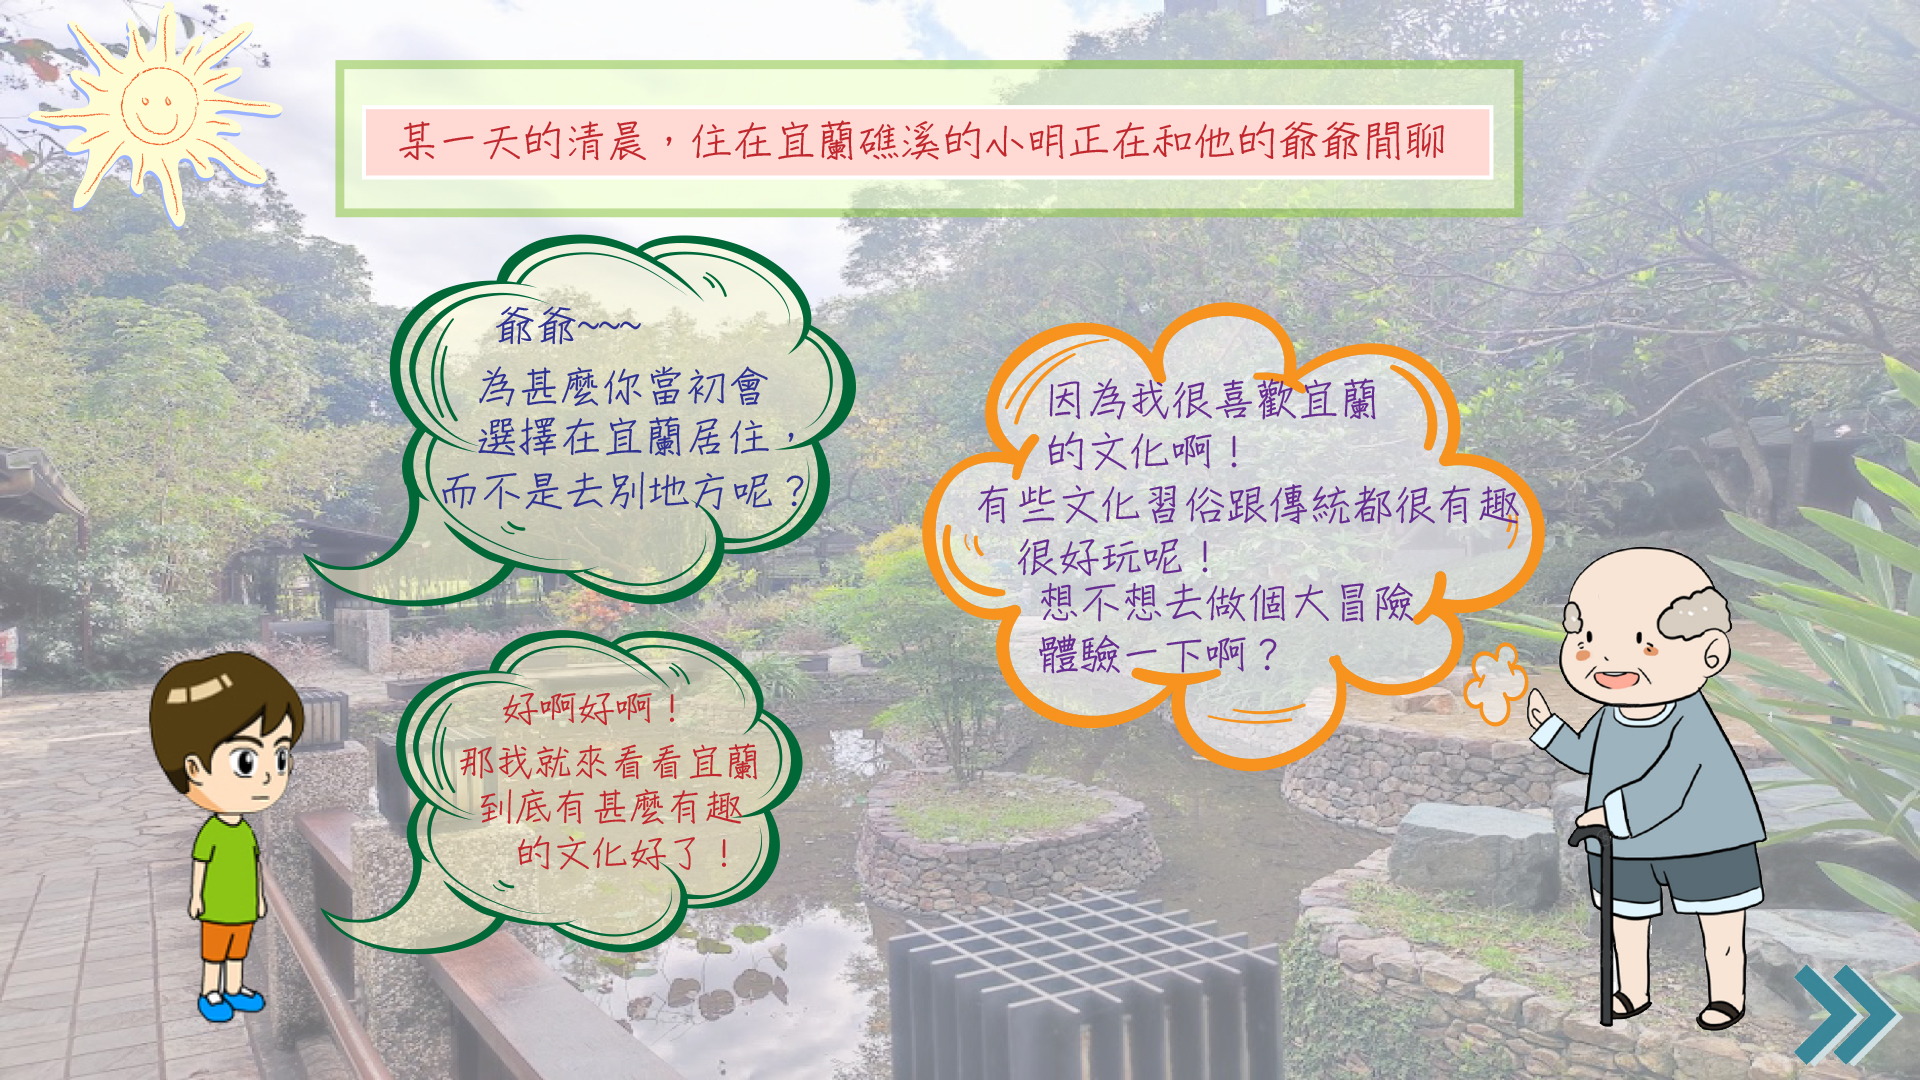 某一天的清晨，住在宜蘭礁溪的小明正在和他的爺爺閒聊
爺爺~~~
為甚麼你當初會
選擇在宜蘭居住，
而不是去別地方呢？
因為我很喜歡宜蘭
的文化啊！
有些文化習俗跟傳統都很有趣
很好玩呢！
想不想去做個大冒險
體驗一下啊？
好啊好啊！
那我就來看看宜蘭
到底有甚麼有趣
的文化好了！